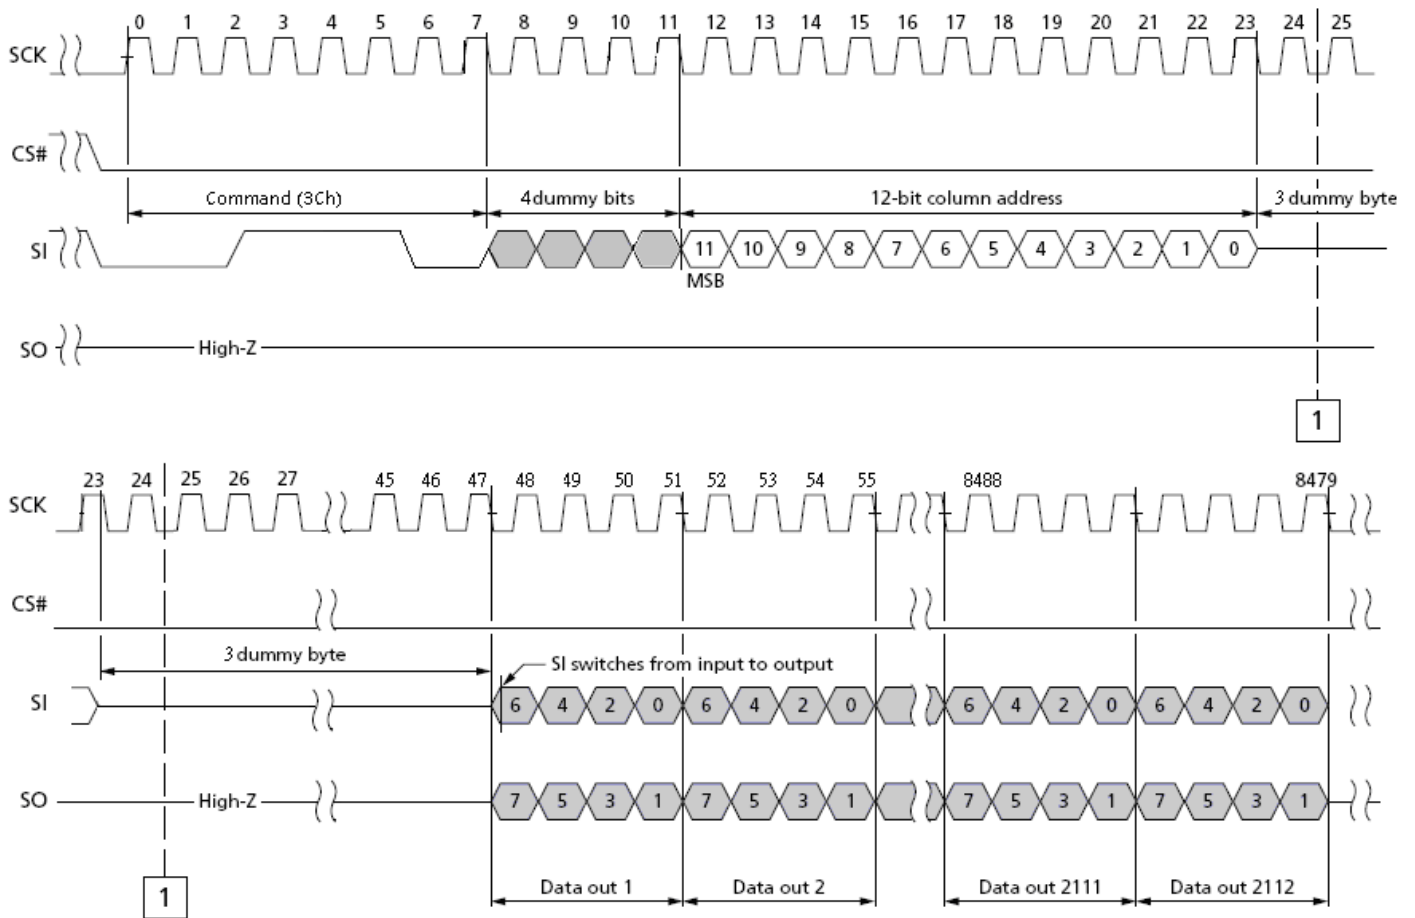 0 1 2 3 4 5 6 7 8 9 10 11 12 13 14 15 16 17 18 19 20 21 22 23 24 25
SCK
CS#
Command (3Ch) 4dummy bits 12-bit column address 3 dummy byte
SI 11 10 9 8 7 6 5 4 3 2 1 0
MSB
SO High-Z
1
23 24 25 26 27 45 46 47 48 49 50 51 52 53 54 55 8488 8479
SCK
CS#
3 dummy byte SI switches from input to output
SI 6 4 2 0 6 4 2 0 6 4 2 0 6 4 2 0
SO High-Z 7 5 3 1 7 5 3 1 7 5 3 1 7 5 3 1
1 Data out 1 Data out 2 Data out 2111 Data out 2112